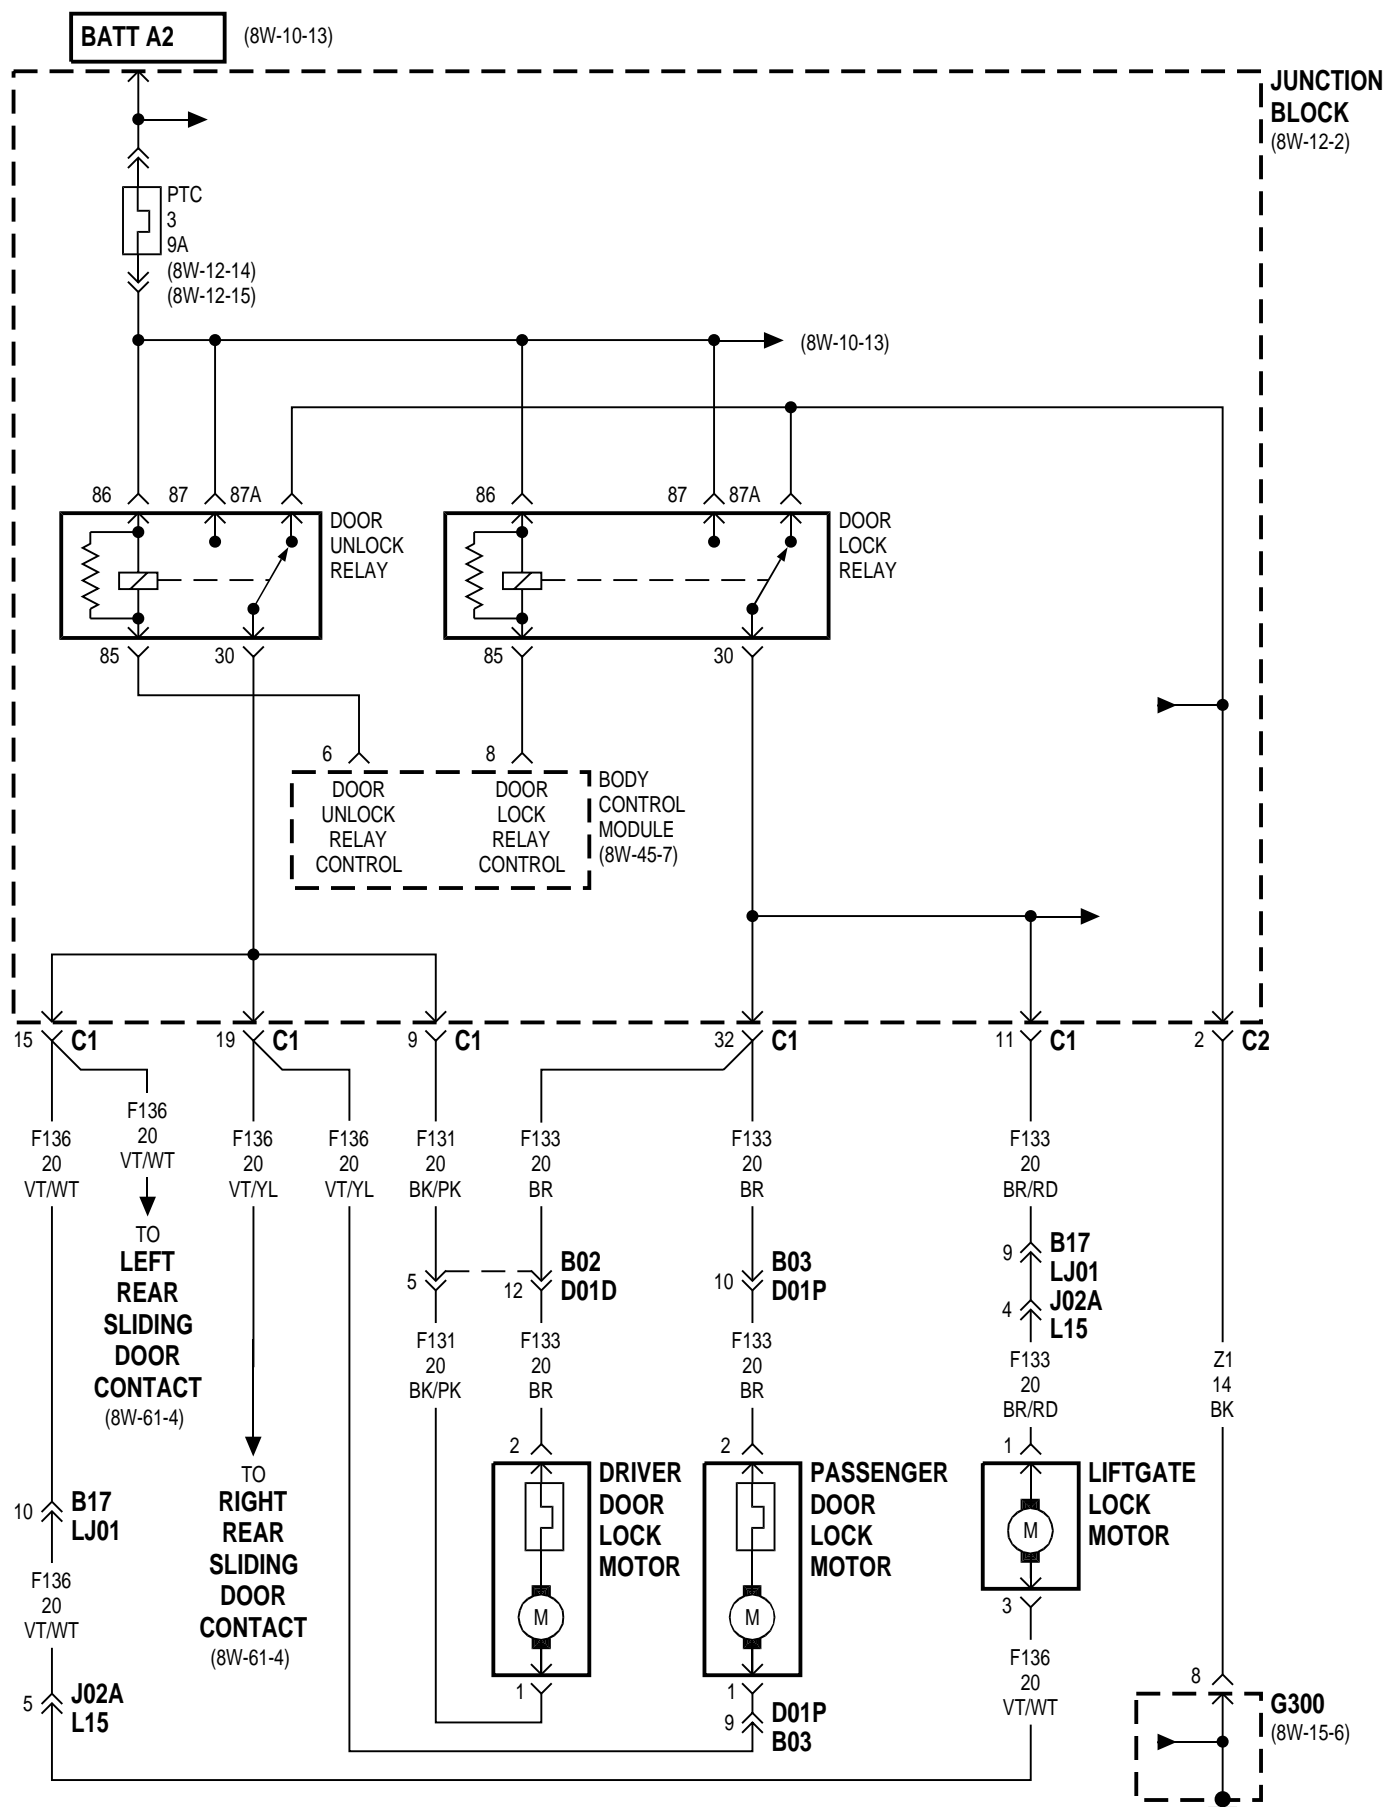 BATT A2
(8W-10-13)
JUNCTION
BLOCK
(8W-12-2)
PTC
3
9A
(8W-12-14)
(8W-12-15)
(8W-10-13)
86
87
87A
DOOR
UNLOCK
RELAY
86
87
87A
DOOR
LOCK
RELAY
85
30
85
30
6
8
DOOR
UNLOCK
RELAY
CONTROL
DOOR
LOCK
RELAY
CONTROL
BODY
CONTROL
MODULE
(8W-45-7)
15
C1
19
C1
9
C1
32
C1
11
C1
2
C2
F136
20
VT/WT
F136
20
VT/WT
F136
20
VT/YL
F136
20
VT/YL
F131
20
BK/PK
F133
20
BR
F133
20
BR
F133
20
BR/RD
TO
LEFT
REAR
SLIDING
DOOR
CONTACT
(8W-61-4)
5
12
B02
D01D
10
B03
D01P
9
B17
LJ01
4
J02A
L15
F131
20
BK/PK
F133
20
BR
F133
20
BR
F133
20
BR/RD
Z1
14
BK
TO
RIGHT
REAR
SLIDING
DOOR
CONTACT
(8W-61-4)
2
DRIVER
DOOR
LOCK
MOTOR
M
1
2
PASSENGER
DOOR
LOCK
MOTOR
M
1
9
D01P
B03
1
LIFTGATE
LOCK
MOTOR
M
3
F136
20
VT/WT
10
B17
LJ01
F136
20
VT/WT
5
J02A
L15
8
G300
(8W-15-6)